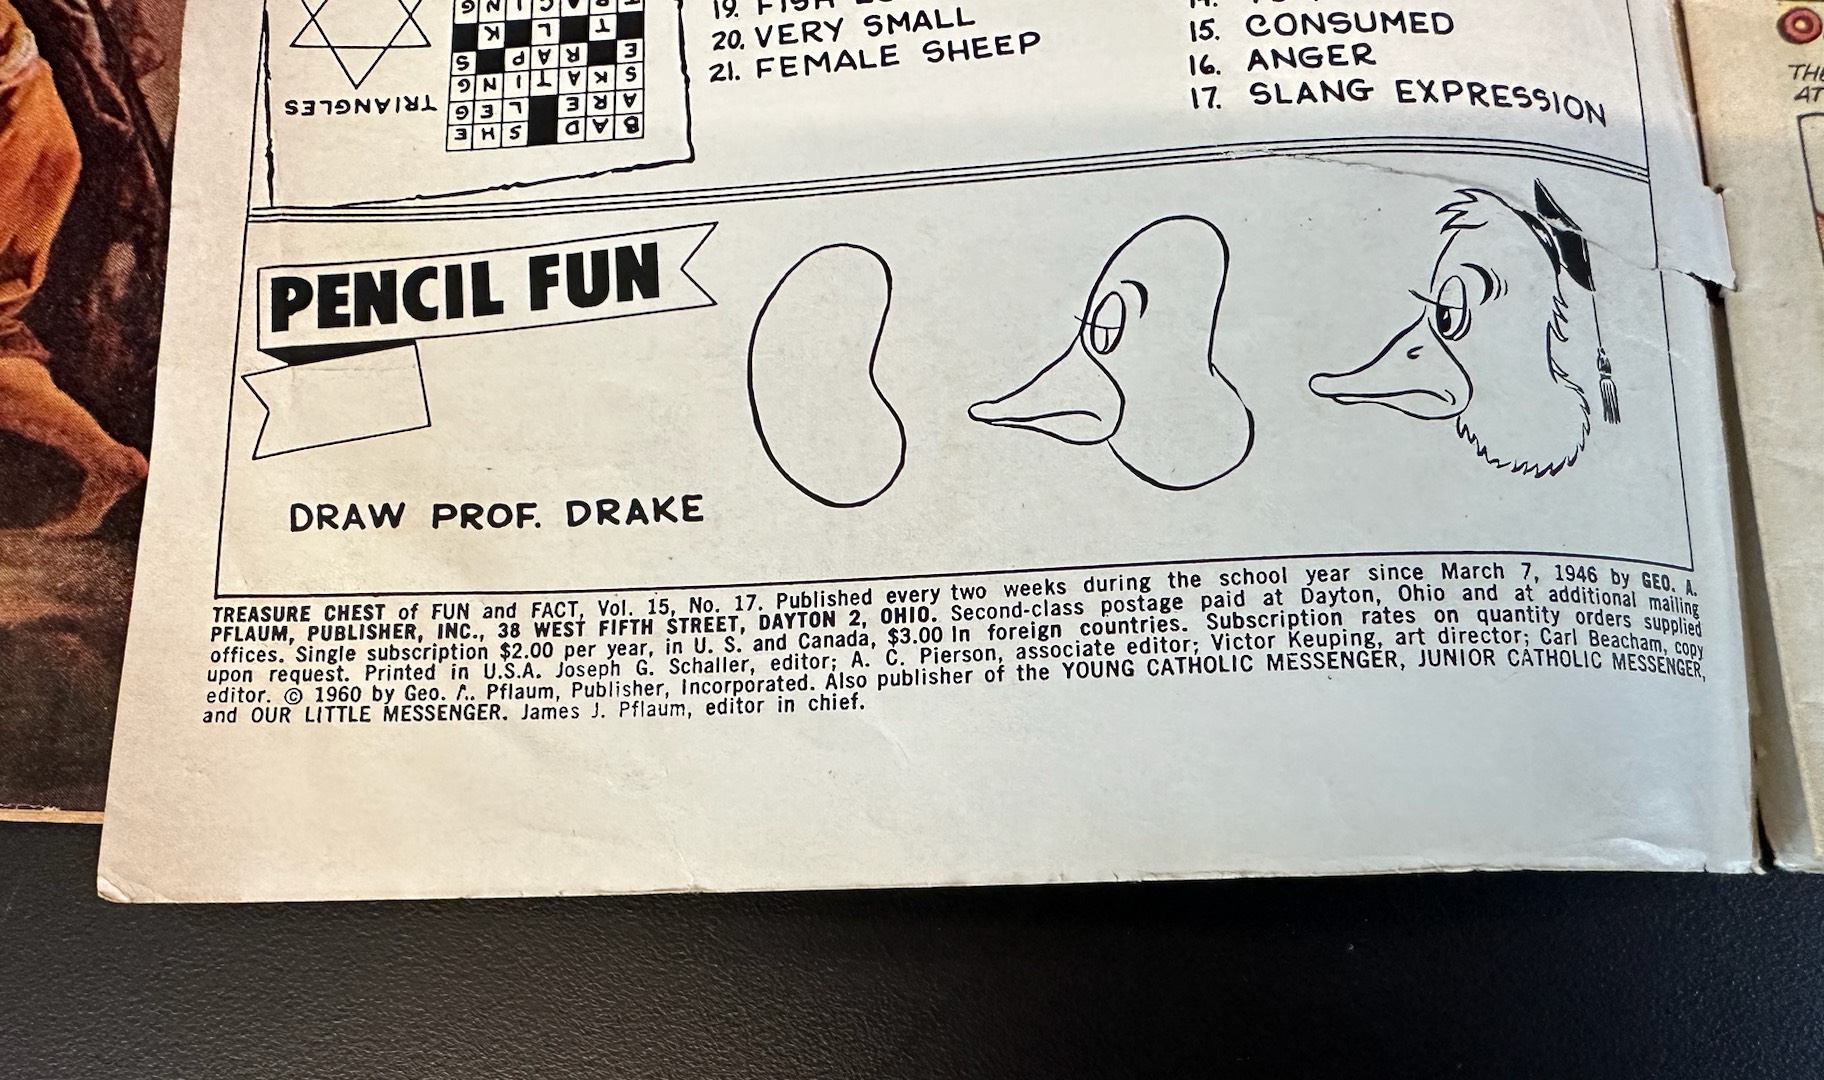 20. VERY SMALL
21. FEMALE SHEEP
15. CONSUMED
16. ANGER
17. SLANG EXPRESSION
TRIANGLES
BAD SHE
ARE LEG
SKATING
E RAP S
PENCIL FUN
DRAW PROF. DRAKE
TREASURE CHEST of FUN and FACT, Vol. 15, No. 17. Published every two weeks during the school year since March 7, 1946 by GEO. A.
PFLAUM, PUBLISHER, INC., 38 WEST FIFTH STREET, DAYTON 2, OHIO. Second-class postage paid at Dayton, Ohio and at additional mailing
offices. Single subscription $2.00 per year, in U. S. and Canada, $3.00 In foreign countries. Subscription rates on quantity orders supplied
upon request. Printed in U.S.A. Joseph G. Schaller, editor; A. C. Pierson, associate editor; Victor Keuping, art director; Carl Beacham, copy
editor. © 1960 by Geo. A. Pflaum, Publisher, Incorporated. Also publisher of the YOUNG CATHOLIC MESSENGER, JUNIOR CATHOLIC MESSENGER,
and OUR LITTLE MESSENGER. James J. Pflaum, editor in chief.